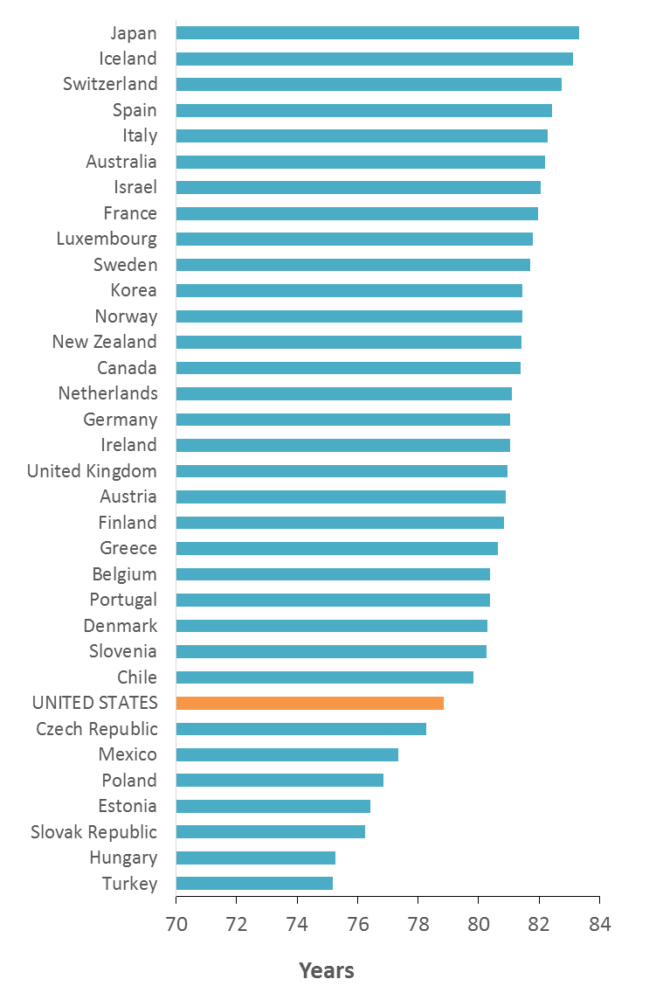 Japan
Iceland
Switzerland
Spain
Italy
Australia
Israel
France
Luxembourg
Sweden
Korea
Norway
New Zealand
Canada
Netherlands
Germany
Ireland
United Kingdom
Austria
Finland
Greece
Belgium
Portugal
Denmark
Slovenia
Chile
UNITED STATES
Czech Republic
Mexico
Poland
Estonia
Slovak Republic
Hungary
Turkey
70 72 74 76 78 80 82 84
Years